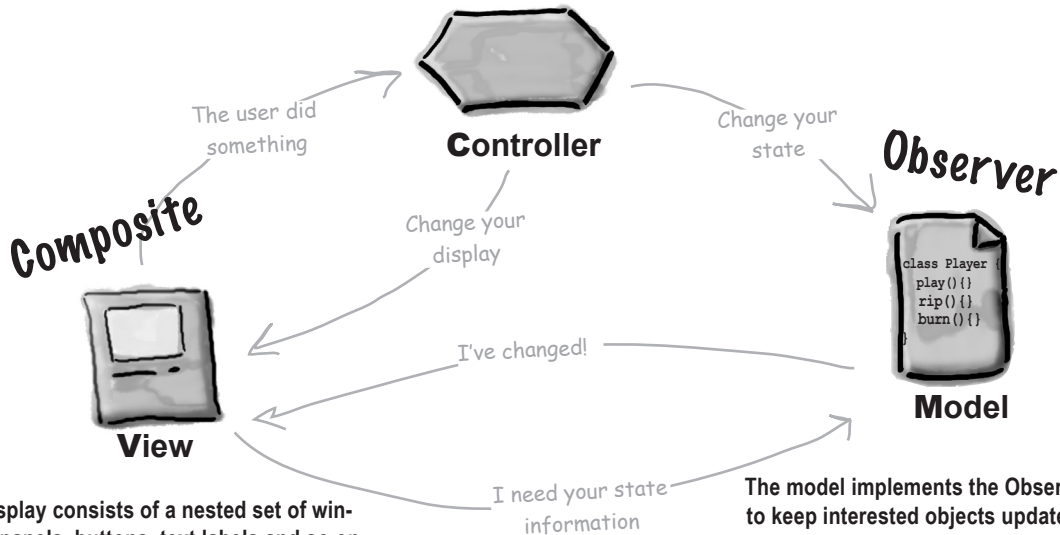 The user did
something
Controller
Change your
state
Observer
Composite
Change your
display
class Player {
play(){}
rip(){}
burn(){}
}
I've changed!
View
Model
I need your state
information
splay consists of a nested set of win-
The model implements the Obser
to keep interested objects update